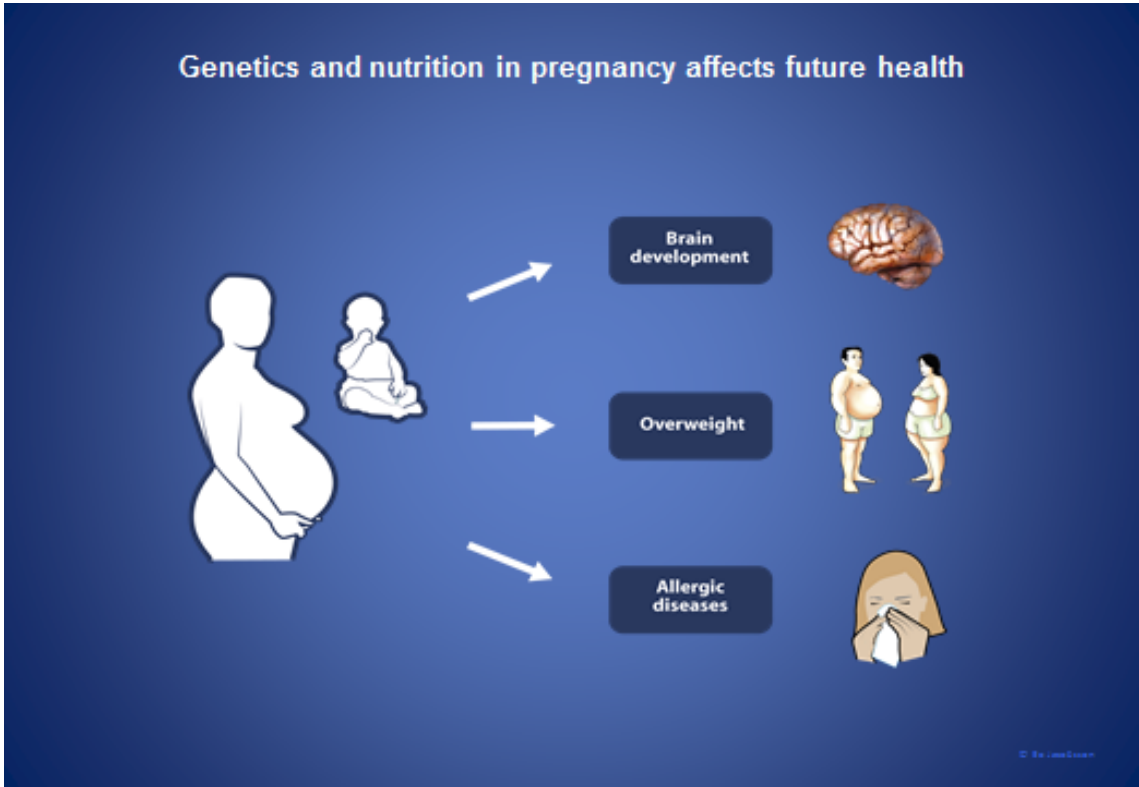 Genetics and nutrition in pregnancy affects future health
Brain
development
Overweight
Allergic
diseases